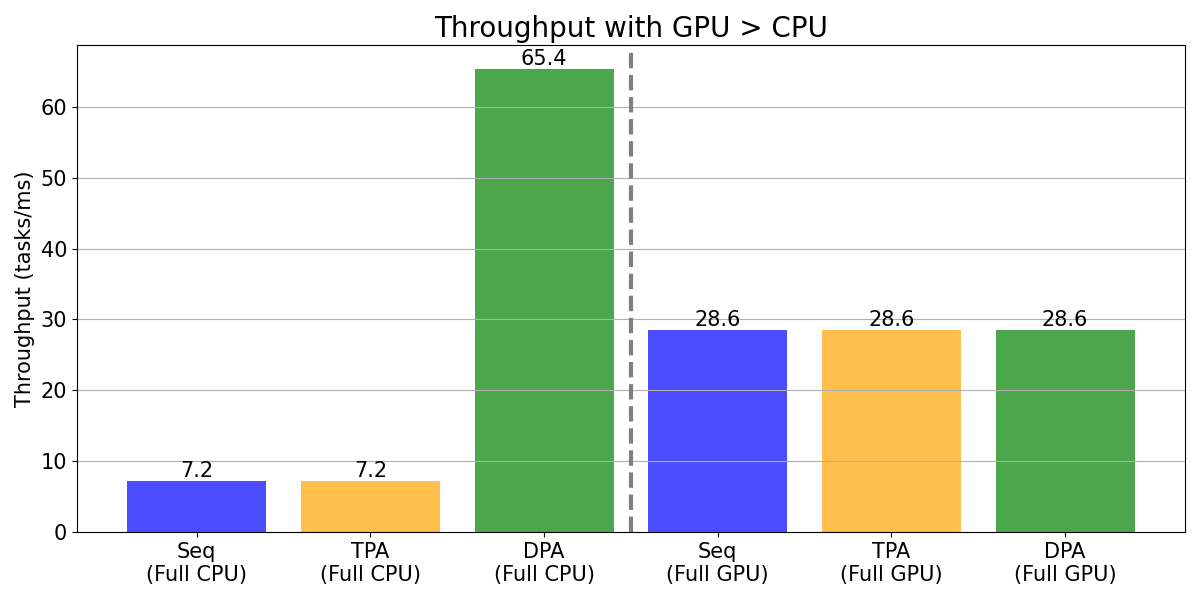 Throughput with GPU > CPU
Throughput (tasks/ms)
60
50
40
30
20
10
0
7.2
7.2
65.4
28.6
28.6
28.6
Seq
(Full CPU)
TPA
(Full CPU)
DPA
(Full CPU)
Seq
(Full GPU)
TPA
(Full GPU)
DPA
(Full GPU)